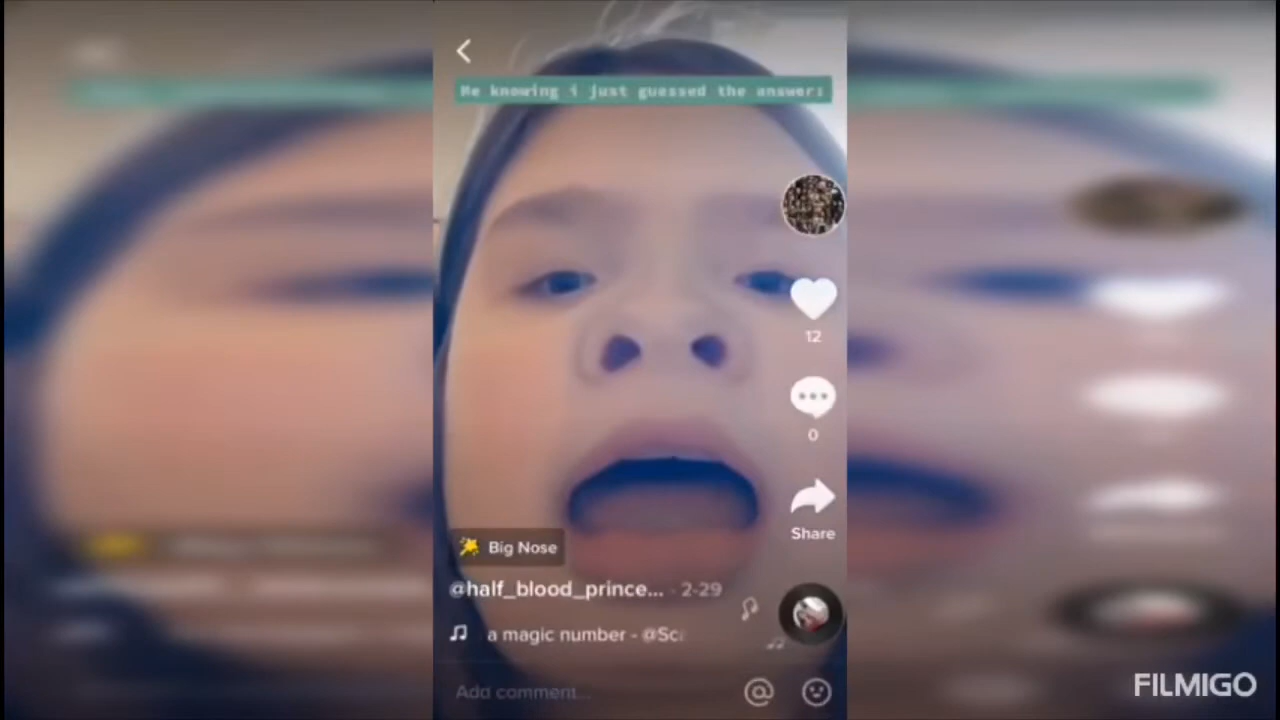 Me knowing i just guessed the answer:
12
0
Share
Big Nose
@half_blood_prince... · 2-29
a magic number - @Sca
Add comment...
FILMIGO